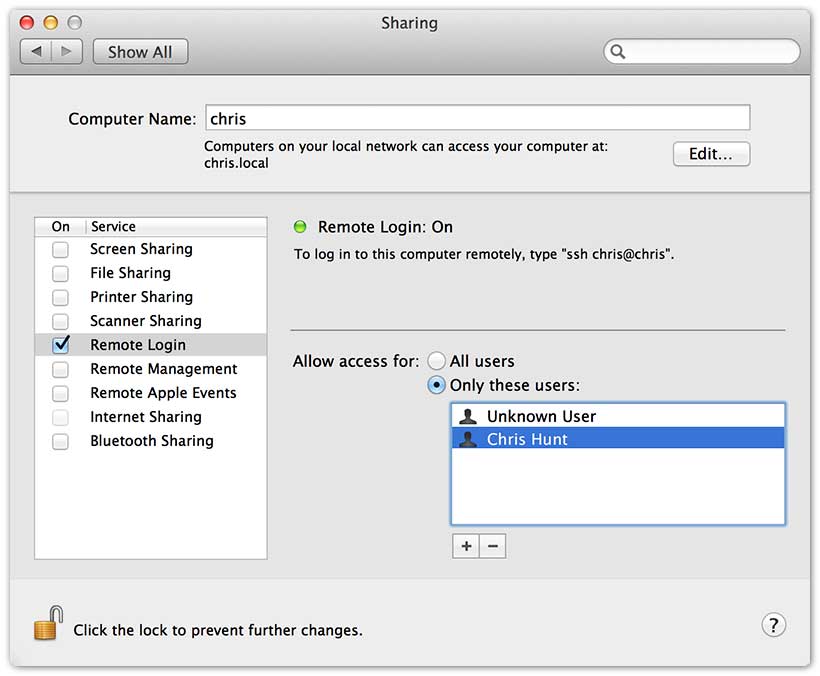 Sharing
Show All
Computer Name: chris
Computers on your local network can access your computer at:
chris.local
Edit...
On Service
Screen Sharing
File Sharing
Printer Sharing
Scanner Sharing
Remote Login
Remote Management
Remote Apple Events
Internet Sharing
Bluetooth Sharing
Remote Login: On
To log in to this computer remotely, type "ssh chris@chris".
Allow access for: All users
Only these users:
Unknown User
Chris Hunt
+ −
Click the lock to prevent further changes.
?